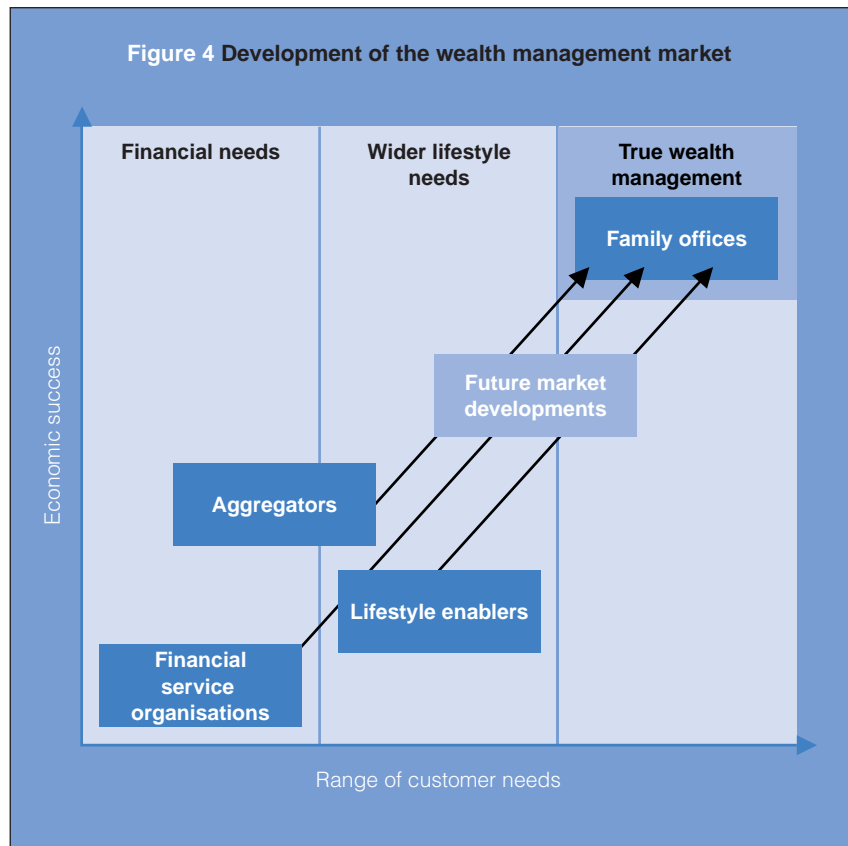 Figure 4 Development of the wealth management market
Financial needs
Wider lifestyle
needs
True wealth
management
Family offices
Future market
developments
Aggregators
Lifestyle enablers
Financial
service
organisations
Economic success
Range of customer needs